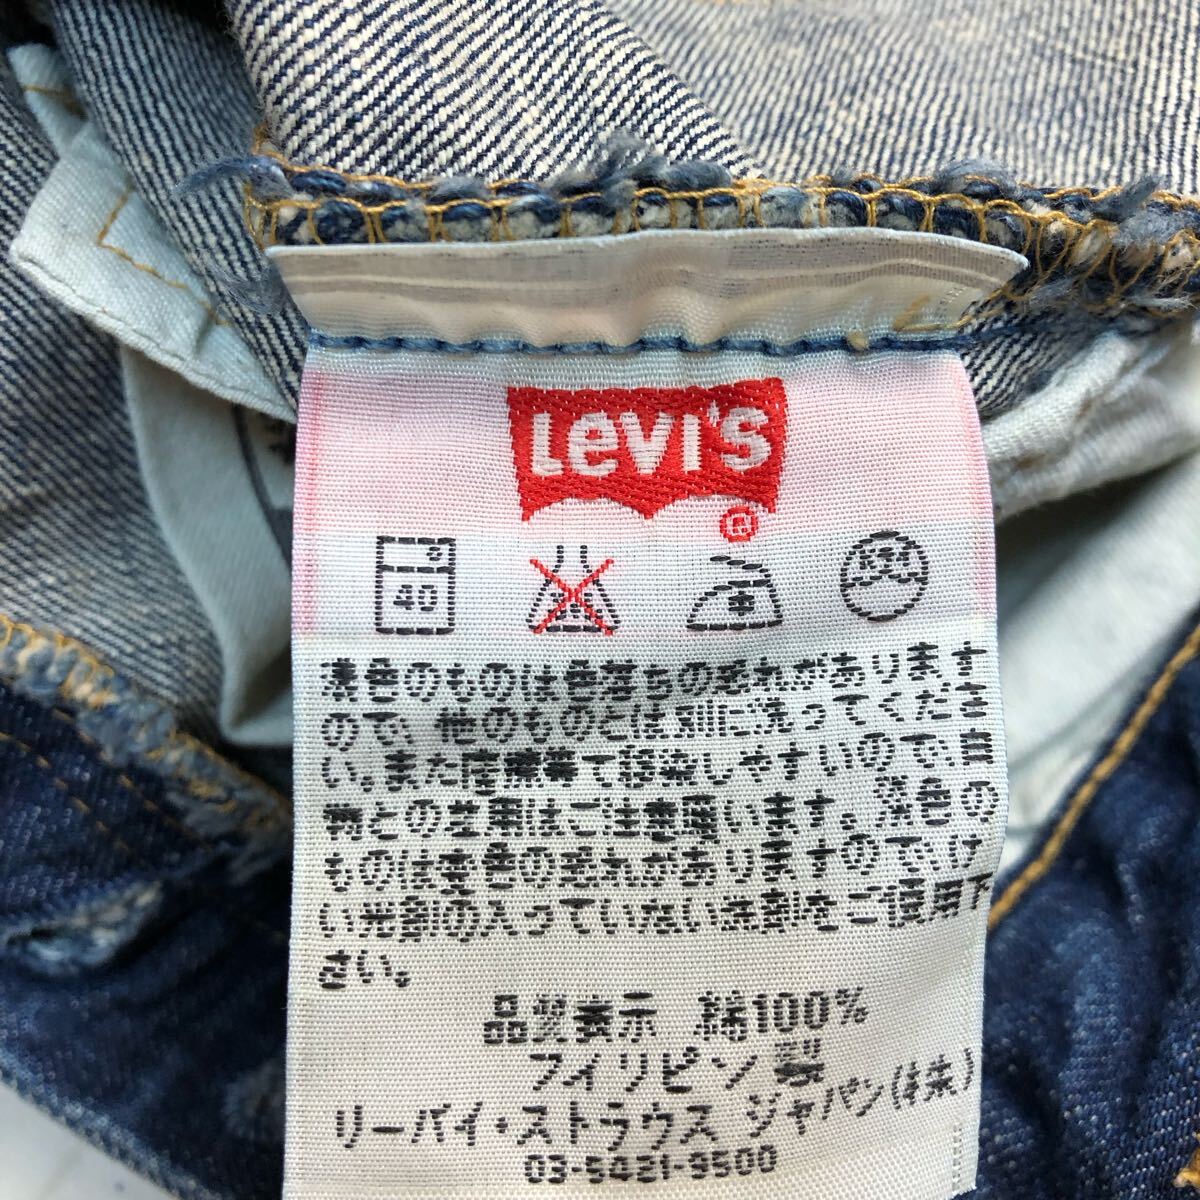 LEVI'S
®
40
濃色のものは色落ちの恐れがあります
ので、他のものとは別に洗ってくださ
い。また摩擦等で移染しやすいので、白
物との着用はご注意願います。淡色の
ものは変色の恐れがありますので、け
い光剤の入っていない洗剤をご使用下
さい。
品質表示 綿100%
フィリピン製
リーバイ・ストラウス ジャパン(株)
03-5421-9500